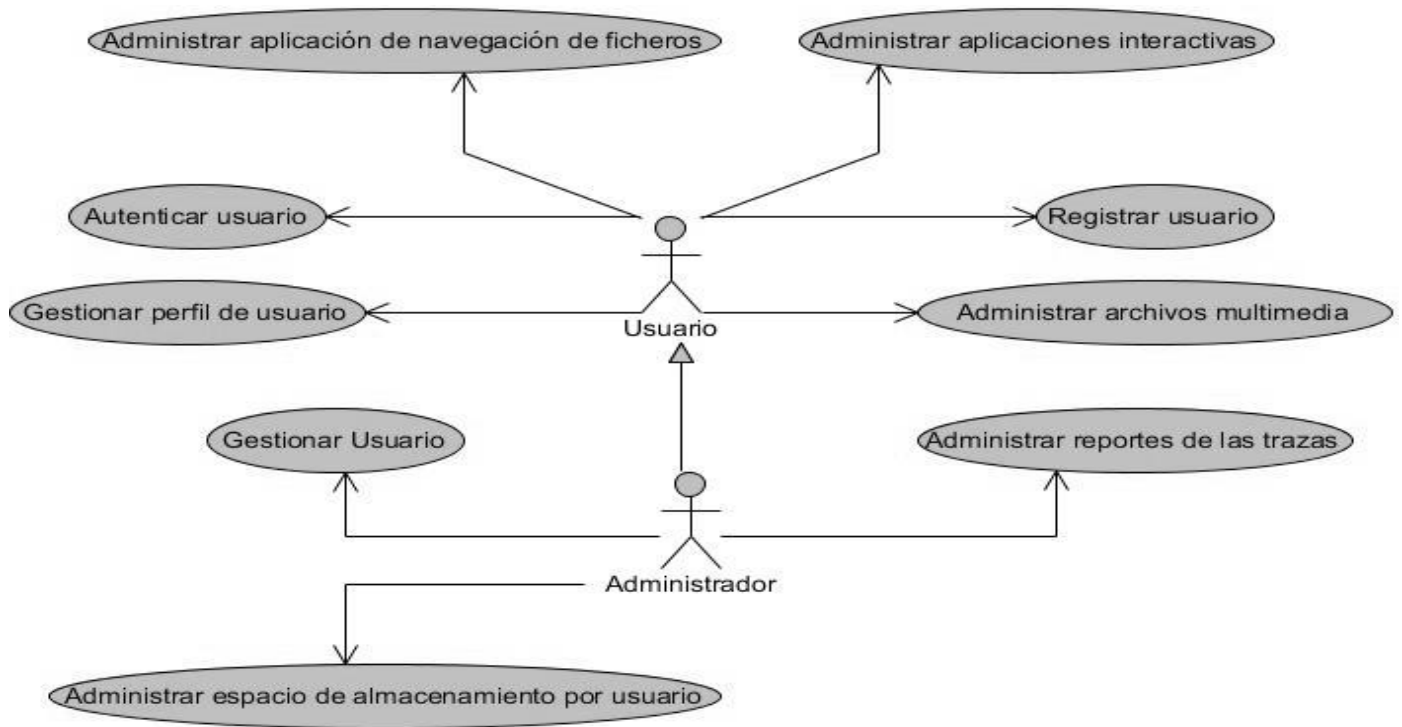 Administrar aplicación de navegación de ficheros
Administrar aplicaciones interactivas
Autenticar usuario
Registrar usuario
Gestionar perfil de usuario
Administrar archivos multimedia
Usuario
Gestionar Usuario
Administrar reportes de las trazas
Administrador
Administrar espacio de almacenamiento por usuario